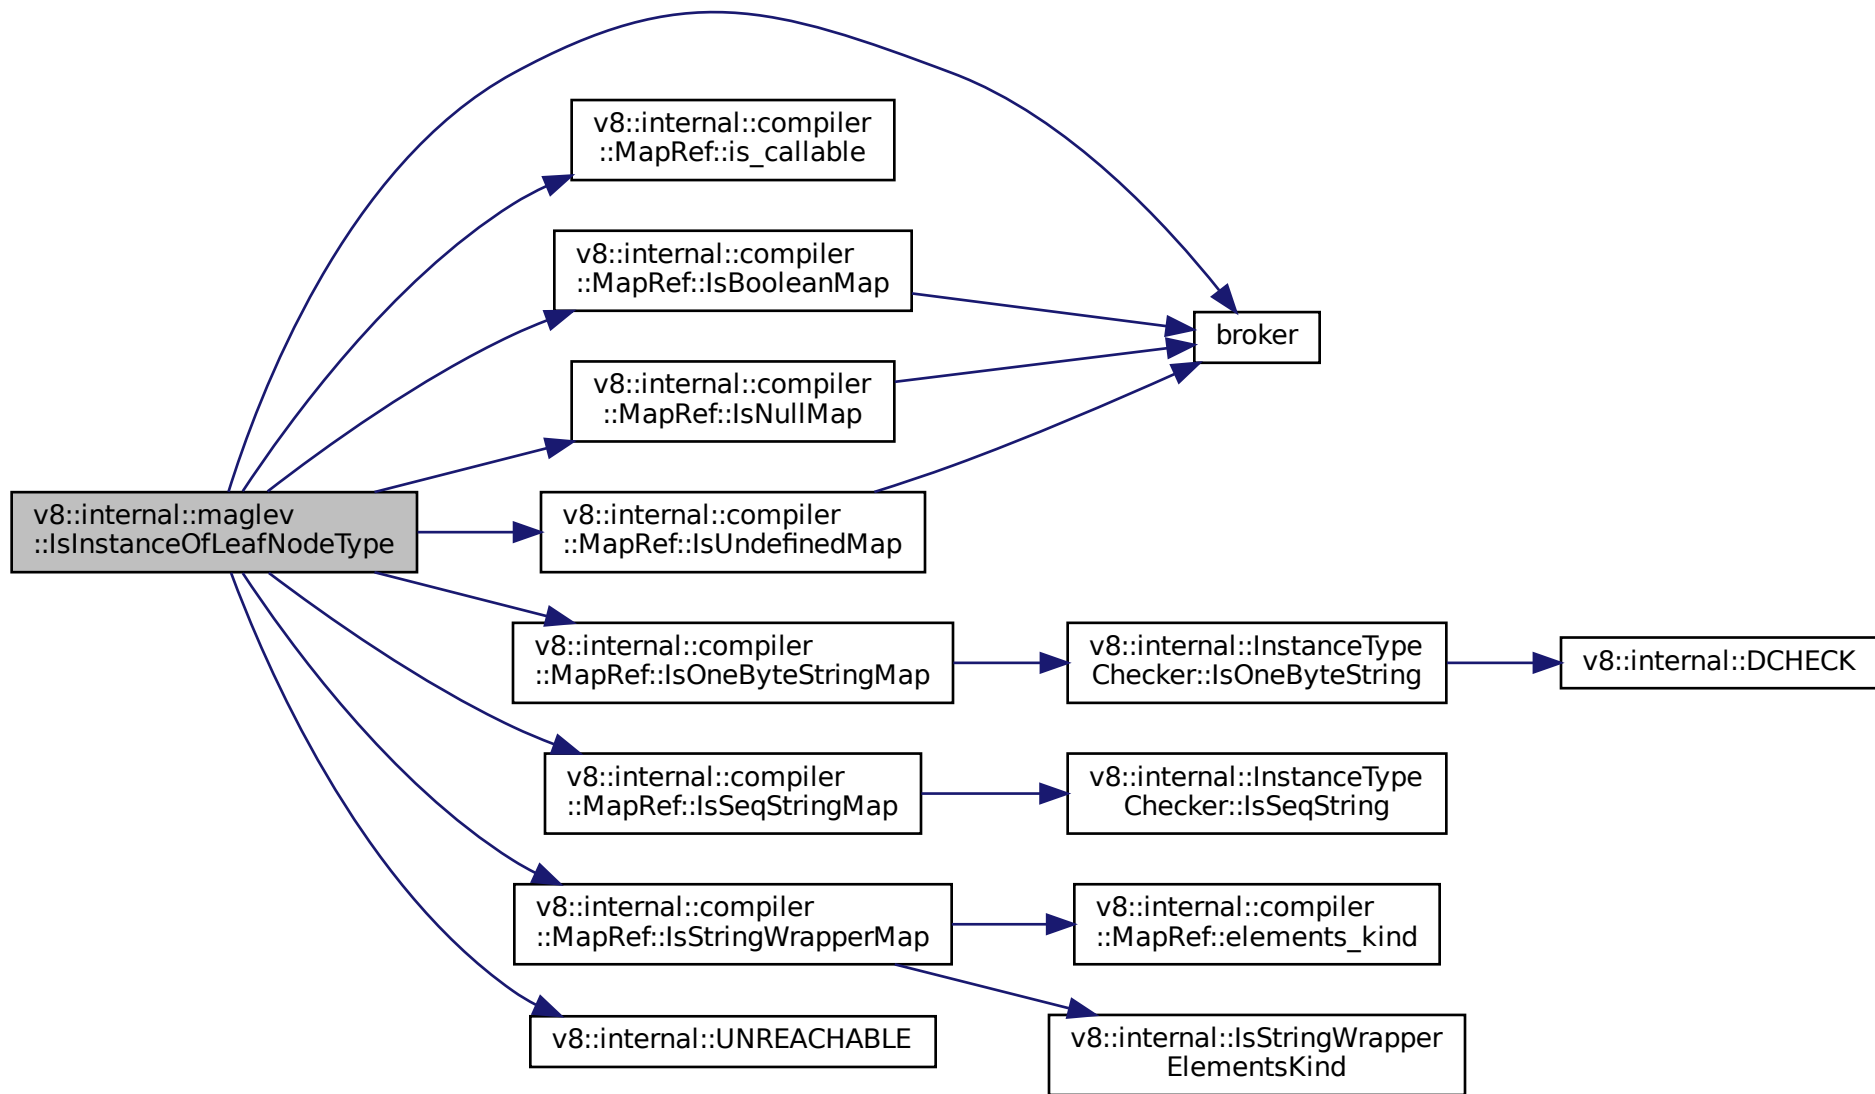 v8::internal::maglev
::IsInstanceOfLeafNodeType
v8::internal::compiler
::MapRef::is_callable
v8::internal::compiler
::MapRef::IsBooleanMap
v8::internal::compiler
::MapRef::IsNullMap
v8::internal::compiler
::MapRef::IsUndefinedMap
broker
v8::internal::compiler
::MapRef::IsOneByteStringMap
v8::internal::InstanceType
Checker::IsOneByteString
v8::internal::DCHECK
v8::internal::compiler
::MapRef::IsSeqStringMap
v8::internal::InstanceType
Checker::IsSeqString
v8::internal::compiler
::MapRef::IsStringWrapperMap
v8::internal::compiler
::MapRef::elements_kind
v8::internal::UNREACHABLE
v8::internal::IsStringWrapper
ElementsKind